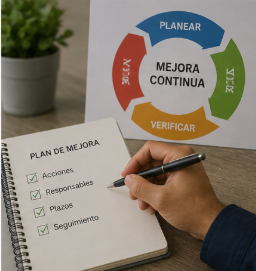 PLANEAR
MEJORA
CONTINUA
VERIFICAR
PLAN DE MEJORA
Acciones
Responsables
Plazos
Seguimiento